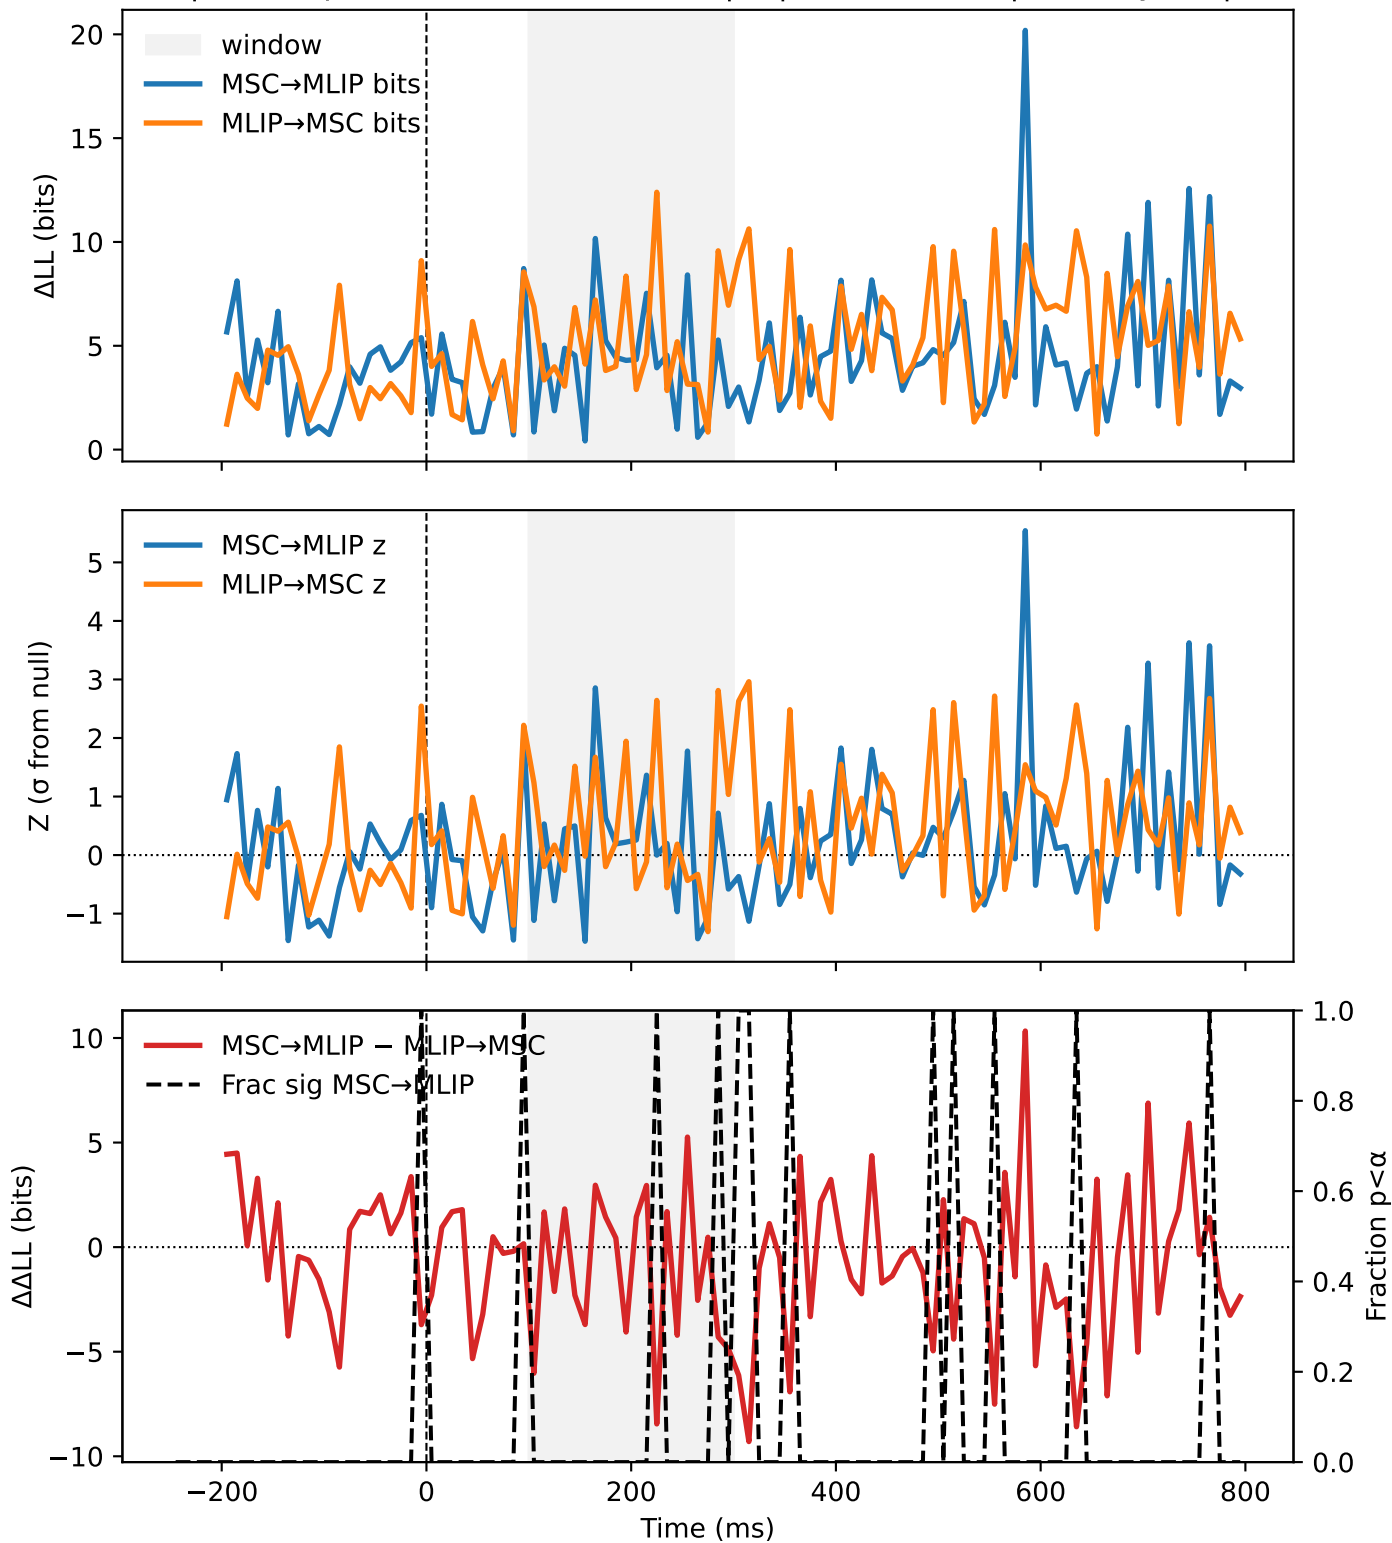 20
15
10
5
0
ΔLL (bits)
window
MSC→MLIP bits
MLIP→MSC bits
5
4
3
2
1
0
−1
Z (σ from null)
MSC→MLIP z
MLIP→MSC z
10
5
0
−5
−10
ΔΔLL (bits)
MSC→MLIP − MLIP→MSC
Frac sig MSC→MLIP
1.0
0.8
0.6
0.4
0.2
0.0
Fraction p<α
−200 0 200 400 600 800
Time (ms)